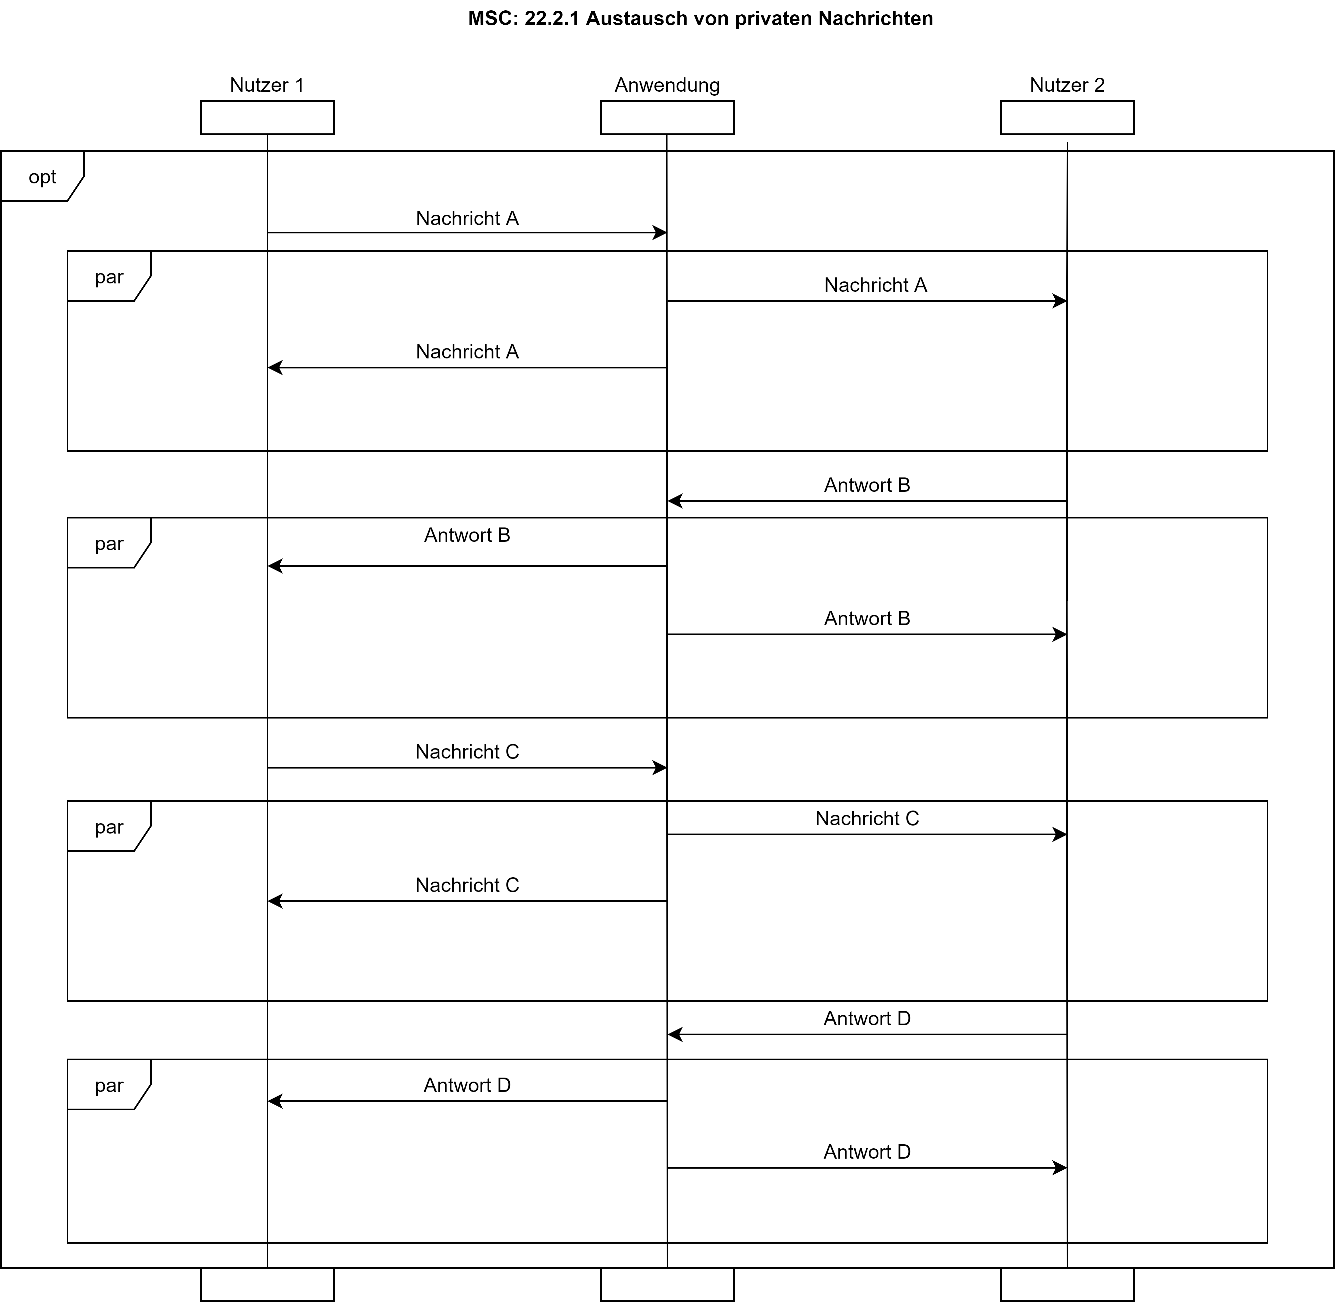 MSC: 22.2.1 Austausch von privaten Nachrichten
Nutzer 1
Anwendung
Nutzer 2
opt
Nachricht A
par
Nachricht A
Nachricht A
Antwort B
par
Antwort B
Antwort B
Nachricht C
par
Nachricht C
Nachricht C
Antwort D
par
Antwort D
Antwort D